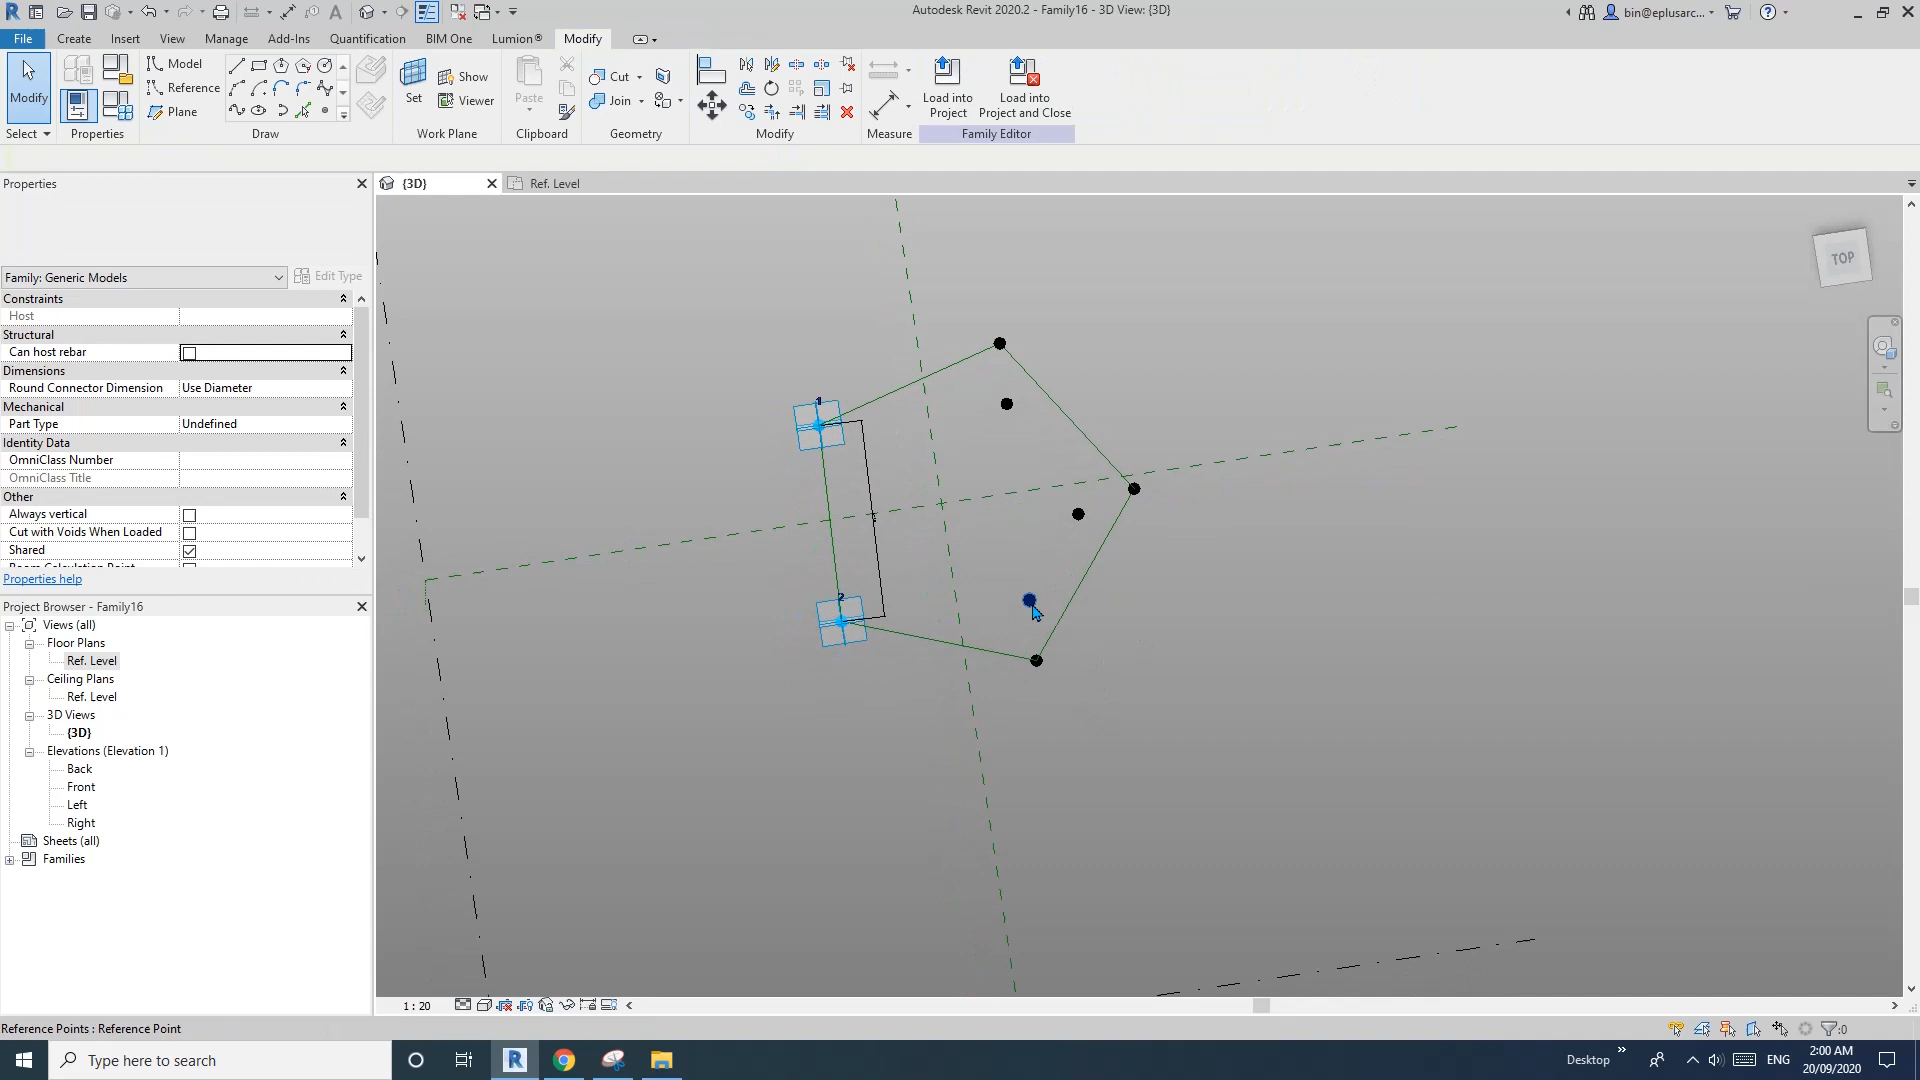 Autodesk Revit 2020.2 - Family16 - 3D View: {3D}
bin@eplusarc...
File Create Insert View Manage Add-Ins Quantification BIM One Lumion® Modify
Modify
Select
Properties
Model
Reference
Plane
Draw
Set
Show
Viewer
Work Plane
Paste
Clipboard
Cut
Join
Geometry
Modify
Measure
Load into
Project
Load into
Project and Close
Family Editor
Properties
{3D}
Ref. Level
Family: Generic Models
Edit Type
Constraints
Host
Structural
Can host rebar
Dimensions
Round Connector Dimension Use Diameter
Mechanical
Part Type Undefined
Identity Data
OmniClass Number
OmniClass Title
Other
Always vertical
Cut with Voids When Loaded
Shared
Room Calculation Point
Properties help
Project Browser - Family16
Views (all)
Floor Plans
Ref. Level
Ceiling Plans
Ref. Level
3D Views
{3D}
Elevations (Elevation 1)
Back
Front
Left
Right
Sheets (all)
Families
1
2
TOP
1 : 20
Reference Points : Reference Point
:0
Type here to search
Desktop
ENG
2:00 AM
20/09/2020